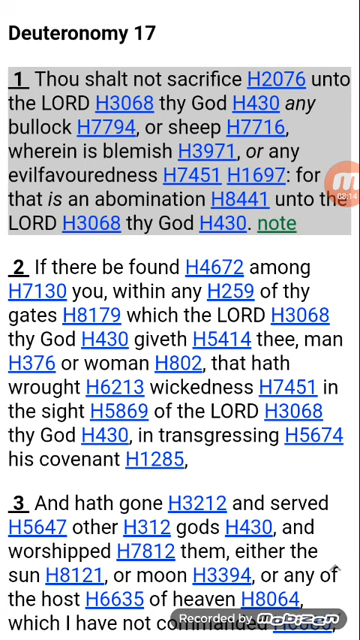 Deuteronomy 17
1 Thou shalt not sacrifice H2076 unto
the LORD H3068 thy God H430 any
bullock H7794, or sheep H7716,
wherein is blemish H3971, or any
evilfavouredness H7451 H1697: for
that is an abomination H8441 unto the
LORD H3068 thy God H430. note
03:14
2 If there be found H4672 among
H7130 you, within any H259 of thy
gates H8179 which the LORD H3068
thy God H430 giveth H5414 thee, man
H376 or woman H802, that hath
wrought H6213 wickedness H7451 in
the sight H5869 of the LORD H3068
thy God H430, in transgressing H5674
his covenant H1285,
3 And hath gone H3212 and served
H5647 other H312 gods H430, and
worshipped H7812 them, either the
sun H8121, or moon H3394, or any of
the host H6635 of heaven H8064,
which I have not commanded
Recorded by mobizen